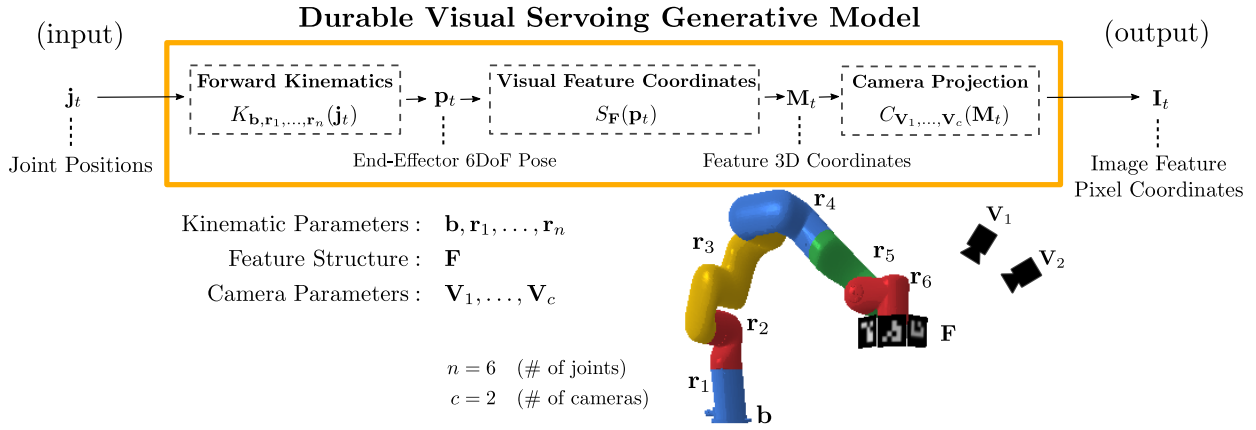 Durable Visual Servoing Generative Model
(input)
(output)
Forward Kinematics
Visual Feature Coordinates
Camera Projection
j_t
K_{b,r_1,...,r_n}(j_t)
p_t
S_F(p_t)
M_t
C_{V_1,...,V_c}(M_t)
I_t
Joint Positions
End-Effector 6DoF Pose
Feature 3D Coordinates
Image Feature
Pixel Coordinates
Kinematic Parameters : b, r_1, . . . , r_n
Feature Structure : F
Camera Parameters : V_1, . . . , V_c
n = 6 (# of joints)
c = 2 (# of cameras)
r_4
r_3
r_5
r_6
r_2
r_1
b
F
V_1
V_2